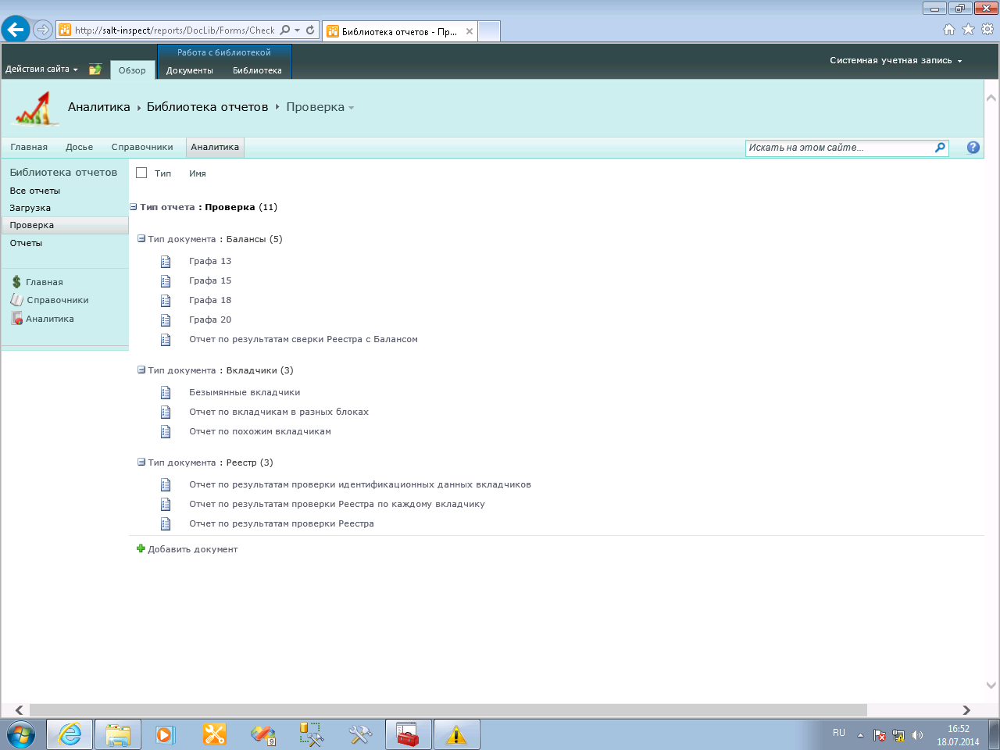 http://salt-inspect/reports/DocLib/Forms/Check
Библиотека отчетов - Пр...
Действия сайта
Обзор
Работа с библиотекой
Документы
Библиотека
Системная учетная запись
Аналитика
Библиотека отчетов
Проверка
Главная
Досье
Справочники
Аналитика
Искать на этом сайте...
Библиотека отчетов
Все отчеты
Загрузка
Проверка
Отчеты
Главная
Справочники
Аналитика
Тип Имя
Тип отчета : Проверка (11)
Тип документа : Балансы (5)
Графа 13
Графа 15
Графа 18
Графа 20
Отчет по результатам сверки Реестра с Балансом
Тип документа : Вкладчики (3)
Безымянные вкладчики
Отчет по вкладчикам в разных блоках
Отчет по похожим вкладчикам
Тип документа : Реестр (3)
Отчет по результатам проверки идентификационных данных вкладчиков
Отчет по результатам проверки Реестра по каждому вкладчику
Отчет по результатам проверки Реестра
Добавить документ
9
RU
16:52
18.07.2014